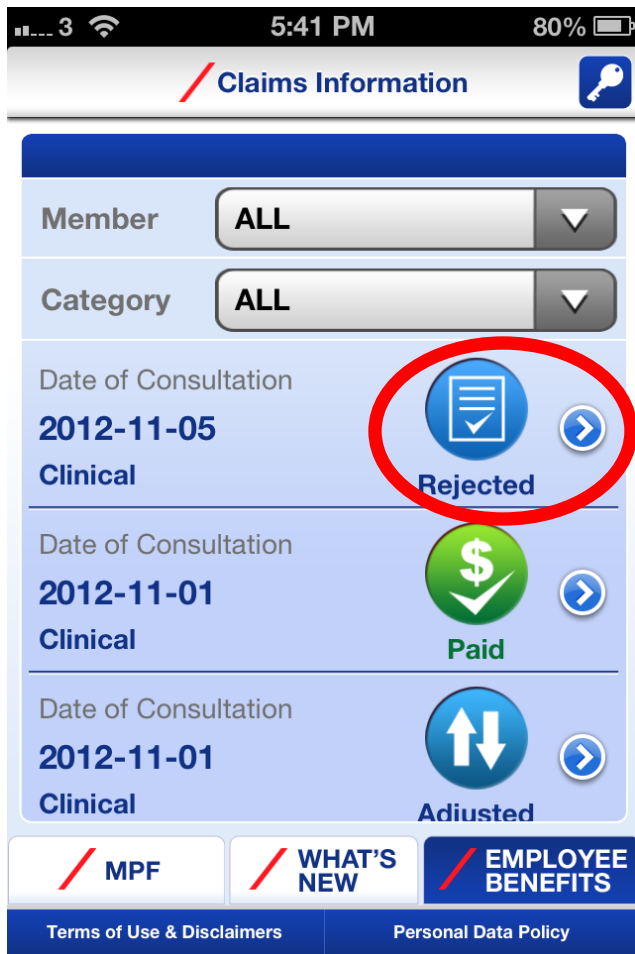 3 5:41 PM 80%
Claims Information
Member ALL
Category ALL
Date of Consultation
2012-11-05
Clinical
Rejected
Date of Consultation
2012-11-01
Clinical
Paid
Date of Consultation
2012-11-01
Clinical
Adjusted
MPF
WHAT'S
NEW
EMPLOYEE
BENEFITS
Terms of Use & Disclaimers
Personal Data Policy